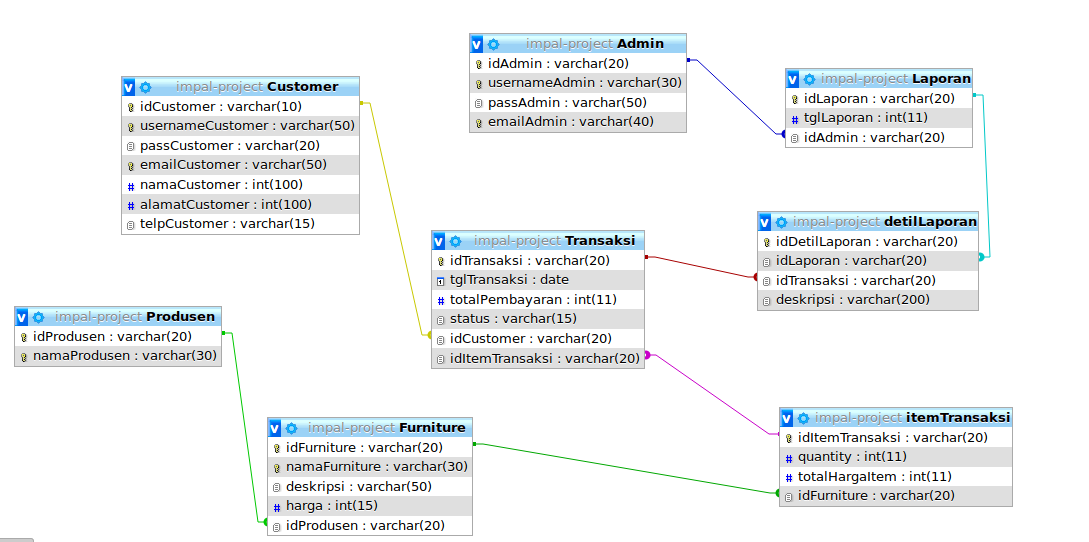 impal-project Admin
idAdmin : varchar(20)
usernameAdmin : varchar(30)
passAdmin : varchar(50)
emailAdmin : varchar(40)
impal-project Laporan
idLaporan : varchar(20)
tglLaporan : int(11)
idAdmin : varchar(20)
impal-project Customer
idCustomer : varchar(10)
usernameCustomer : varchar(50)
passCustomer : varchar(20)
emailCustomer : varchar(50)
namaCustomer : int(100)
alamatCustomer : int(100)
telpCustomer : varchar(15)
impal-project detilLaporan
idDetilLaporan : varchar(20)
idLaporan : varchar(20)
idTransaksi : varchar(20)
deskripsi : varchar(200)
impal-project Transaksi
idTransaksi : varchar(20)
tglTransaksi : date
totalPembayaran : int(11)
status : varchar(15)
idCustomer : varchar(20)
idItemTransaksi : varchar(20)
impal-project Produsen
idProdusen : varchar(20)
namaProdusen : varchar(30)
impal-project Furniture
idFurniture : varchar(20)
namaFurniture : varchar(30)
deskripsi : varchar(50)
harga : int(15)
idProdusen : varchar(20)
impal-project itemTransaksi
idItemTransaksi : varchar(20)
quantity : int(11)
totalHargaItem : int(11)
idFurniture : varchar(20)